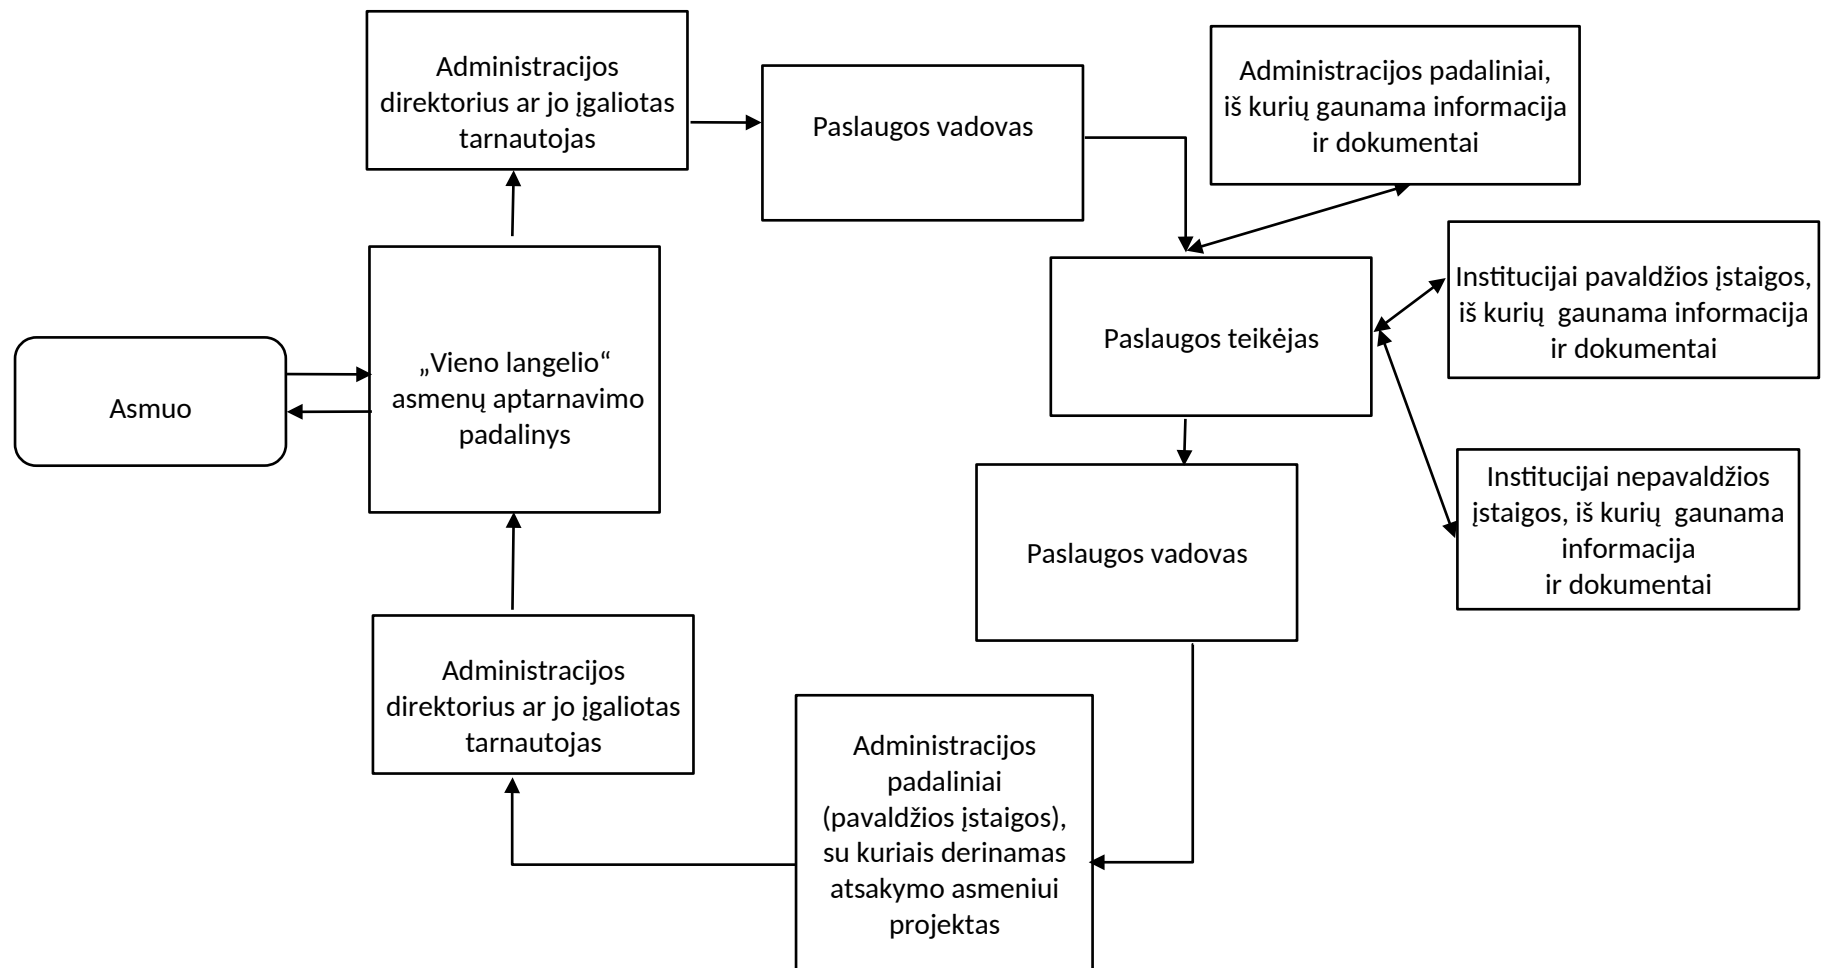 Administracijos
direktorius ar jo įgaliotas
tarnautojas
Paslaugos vadovas
Administracijos padaliniai,
iš kurių gaunama informacija
ir dokumentai
Institucijai pavaldžios įstaigos,
iš kurių  gaunama informacija
ir dokumentai
Paslaugos teikėjas
„Vieno langelio“
asmenų aptarnavimo
padalinys
Asmuo
Institucijai nepavaldžios
įstaigos, iš kurių  gaunama
informacija
ir dokumentai
Paslaugos vadovas
Administracijos
direktorius ar jo įgaliotas
tarnautojas
Administracijos
padaliniai
(pavaldžios įstaigos),
su kuriais derinamas
atsakymo asmeniui
projektas